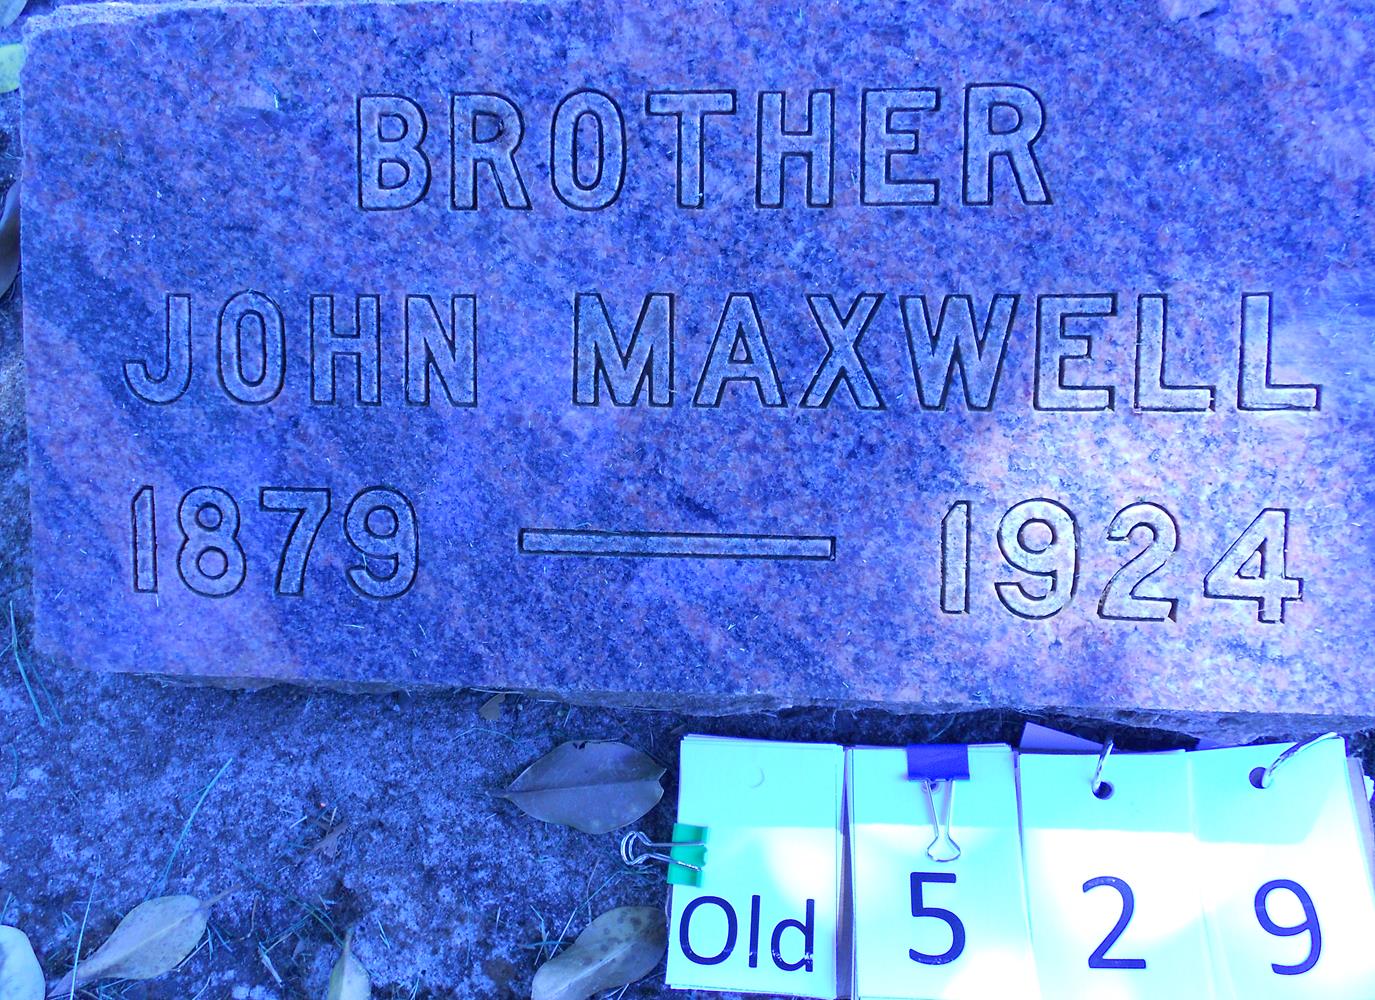 BROTHER
JOHN MAXWELL
1879 — 1924
Old 5 2 9